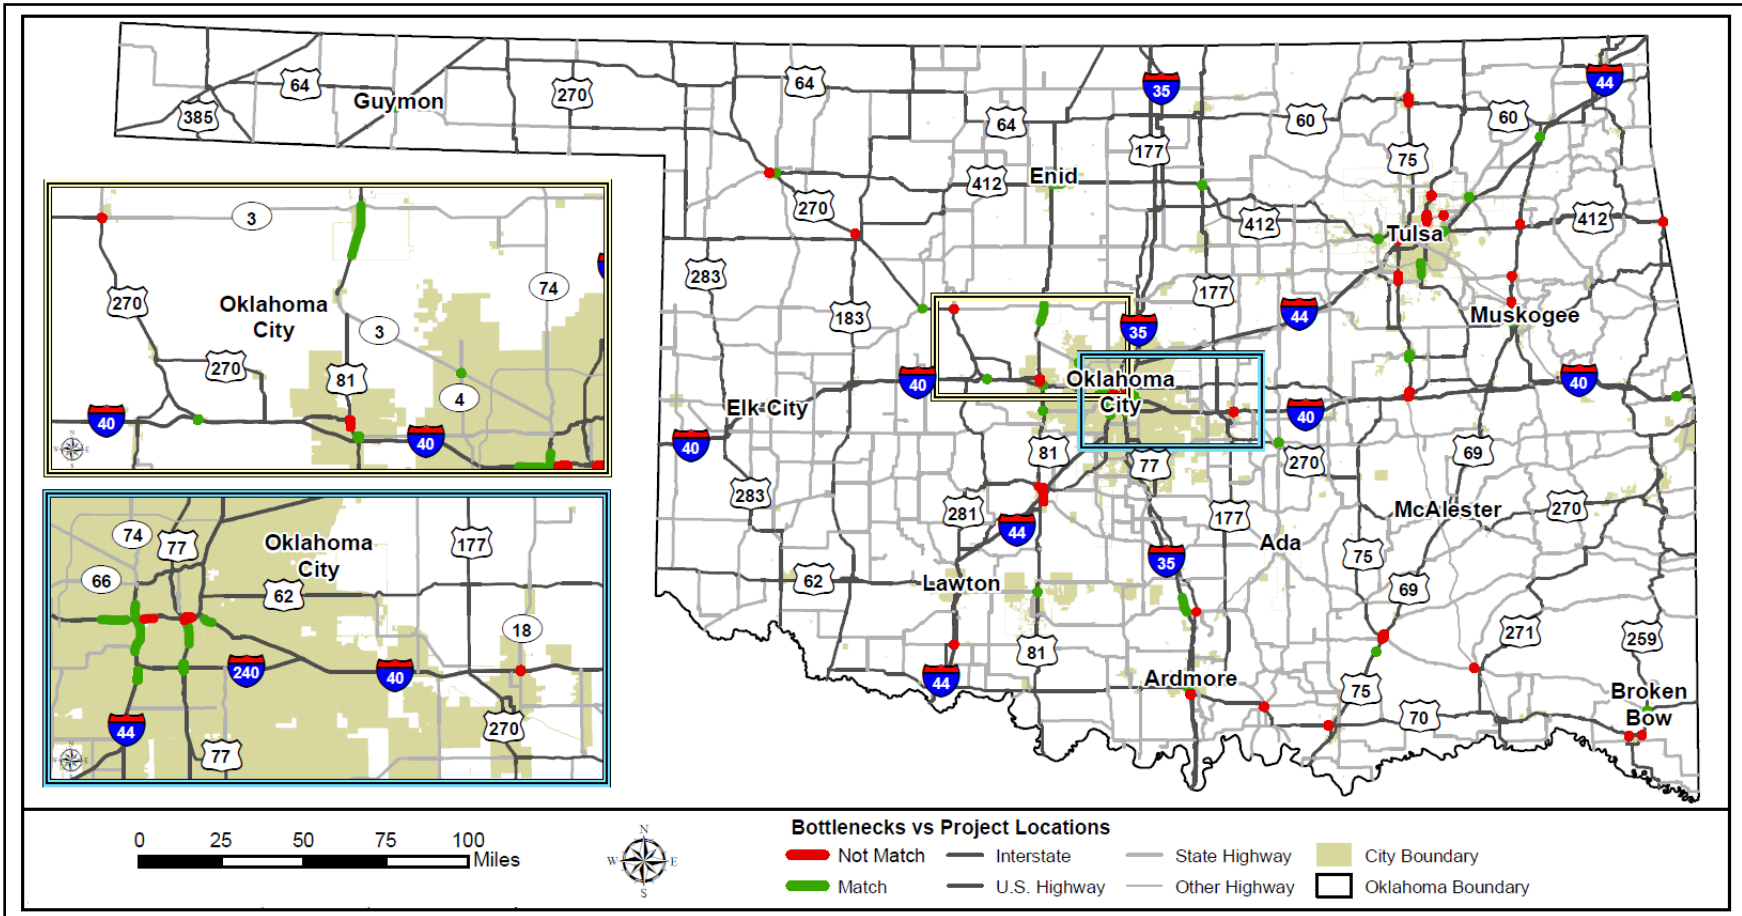 64
385
Guymon
270
64
35
64
177
60
60
44
75
412
Enid
270
412
412
Tulsa
283
183
177
44
35
Muskogee
40
Oklahoma
City
Elk City
40
40
40
81
77
270
69
283
281
44
177
McAlester
270
75
Ada
35
62
Lawton
69
271
259
81
44
Ardmore
75
70
Broken
Bow
3
270
Oklahoma
City
74
3
270
81
4
40
40
N
E
S
74
77
Oklahoma
City
177
66
62
18
240
40
44
77
270
0 25 50 75 100
Miles
N
W E
S
Bottlenecks vs Project Locations
Not Match
Interstate
State Highway
City Boundary
Match
U.S. Highway
Other Highway
Oklahoma Boundary